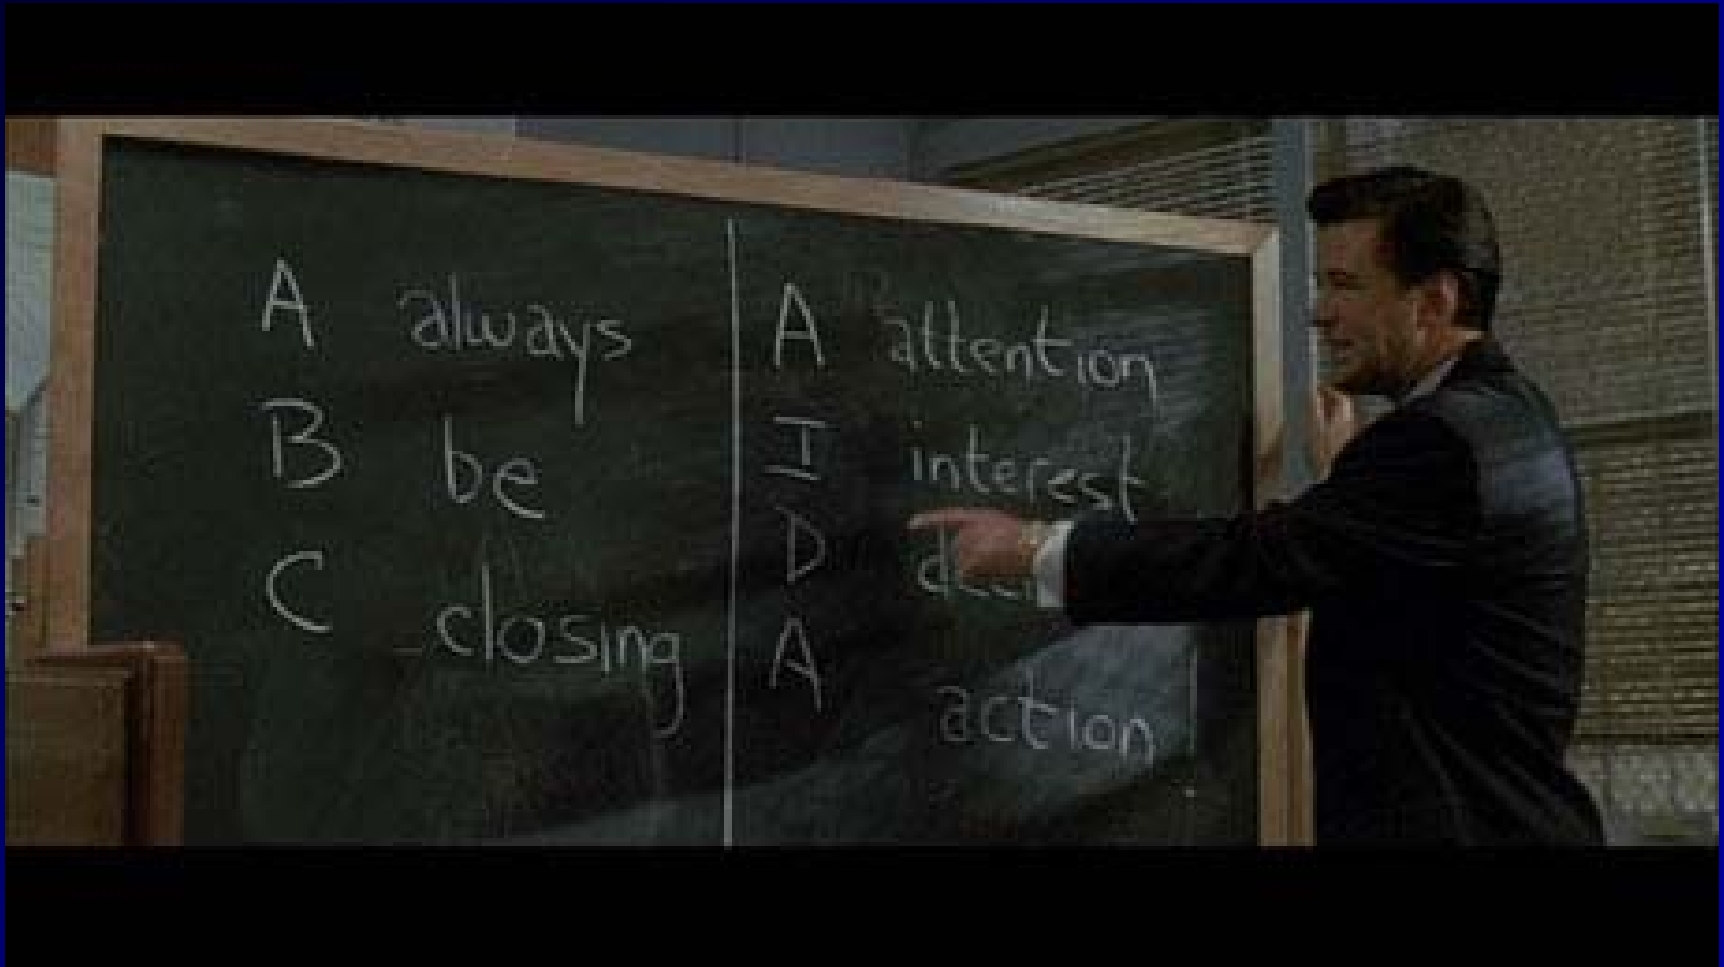 A always
B be
C closing
A attention
I interest
D
A action